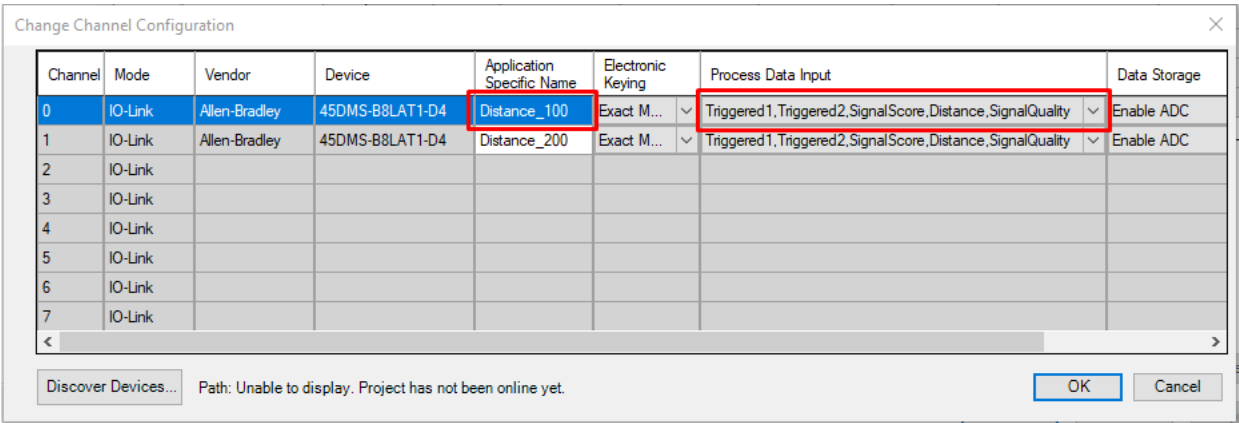 Change Channel Configuration
Channel Mode Vendor Device Application Specific Name Electronic Keying Process Data Input Data Storage
0 IO-Link Allen-Bradley 45DMS-B8LAT1-D4 Distance_100 Exact M... Triggered1,Triggered2,SignalScore,Distance,SignalQuality Enable ADC
1 IO-Link Allen-Bradley 45DMS-B8LAT1-D4 Distance_200 Exact M... Triggered1,Triggered2,SignalScore,Distance,SignalQuality Enable ADC
2 IO-Link
3 IO-Link
4 IO-Link
5 IO-Link
6 IO-Link
7 IO-Link
Discover Devices... Path: Unable to display. Project has not been online yet. OK Cancel